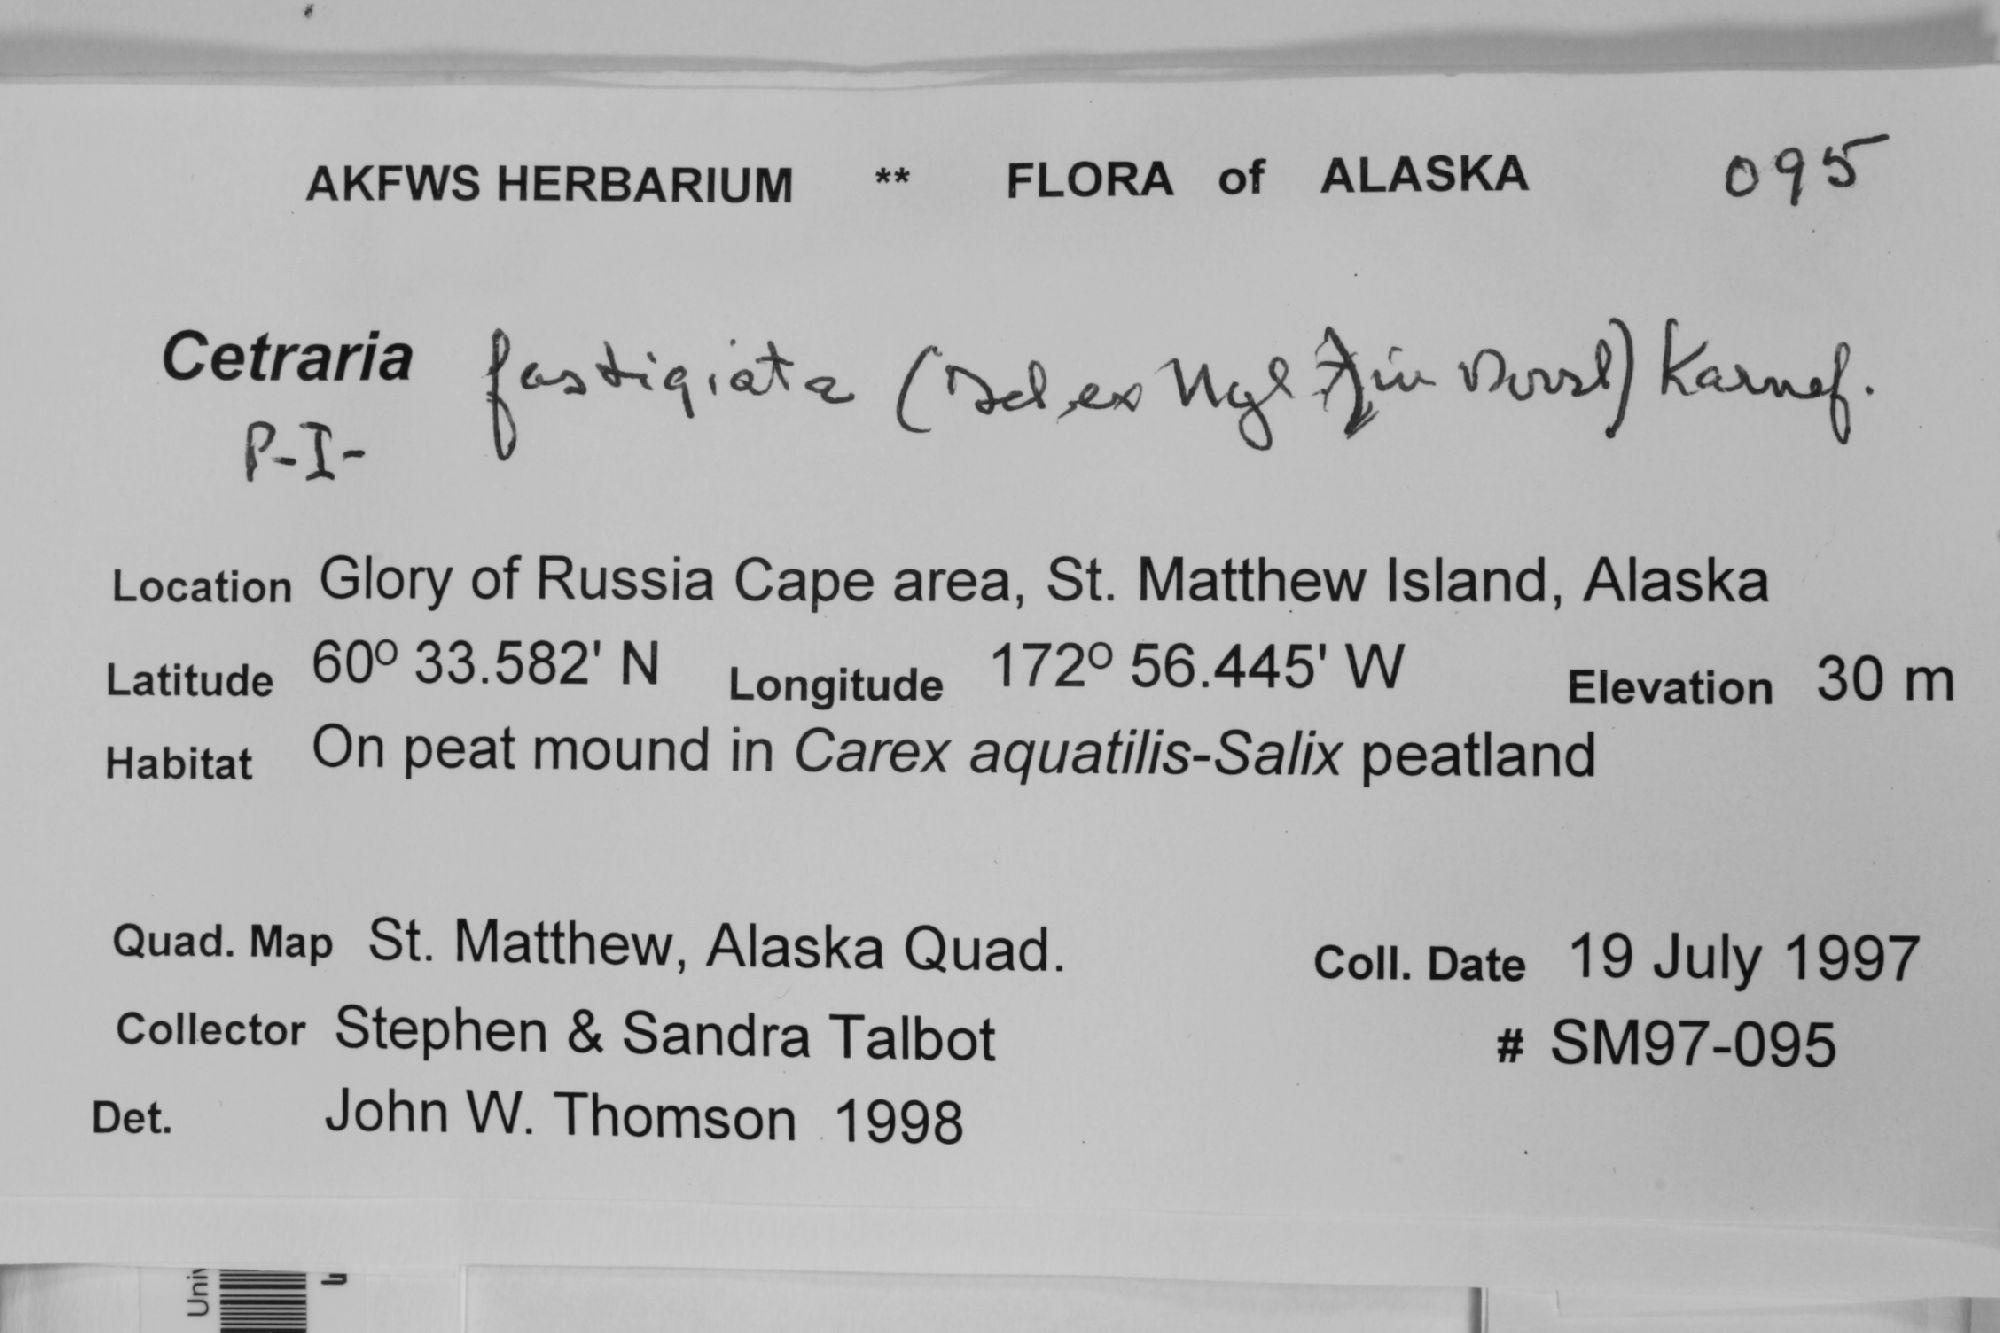 AKFWS HERBARIUM ** FLORA of ALASKA 095
Cetraria fastigiata (Del. ex Nyl. in Norrl) Karnef.
P-I-
Location Glory of Russia Cape area, St. Matthew Island, Alaska
Latitude 60º 33.582' N Longitude 172º 56.445' W Elevation 30 m
Habitat On peat mound in Carex aquatilis-Salix peatland
Quad. Map St. Matthew, Alaska Quad. Coll. Date 19 July 1997
Collector Stephen & Sandra Talbot # SM97-095
Det. John W. Thomson 1998
Univ